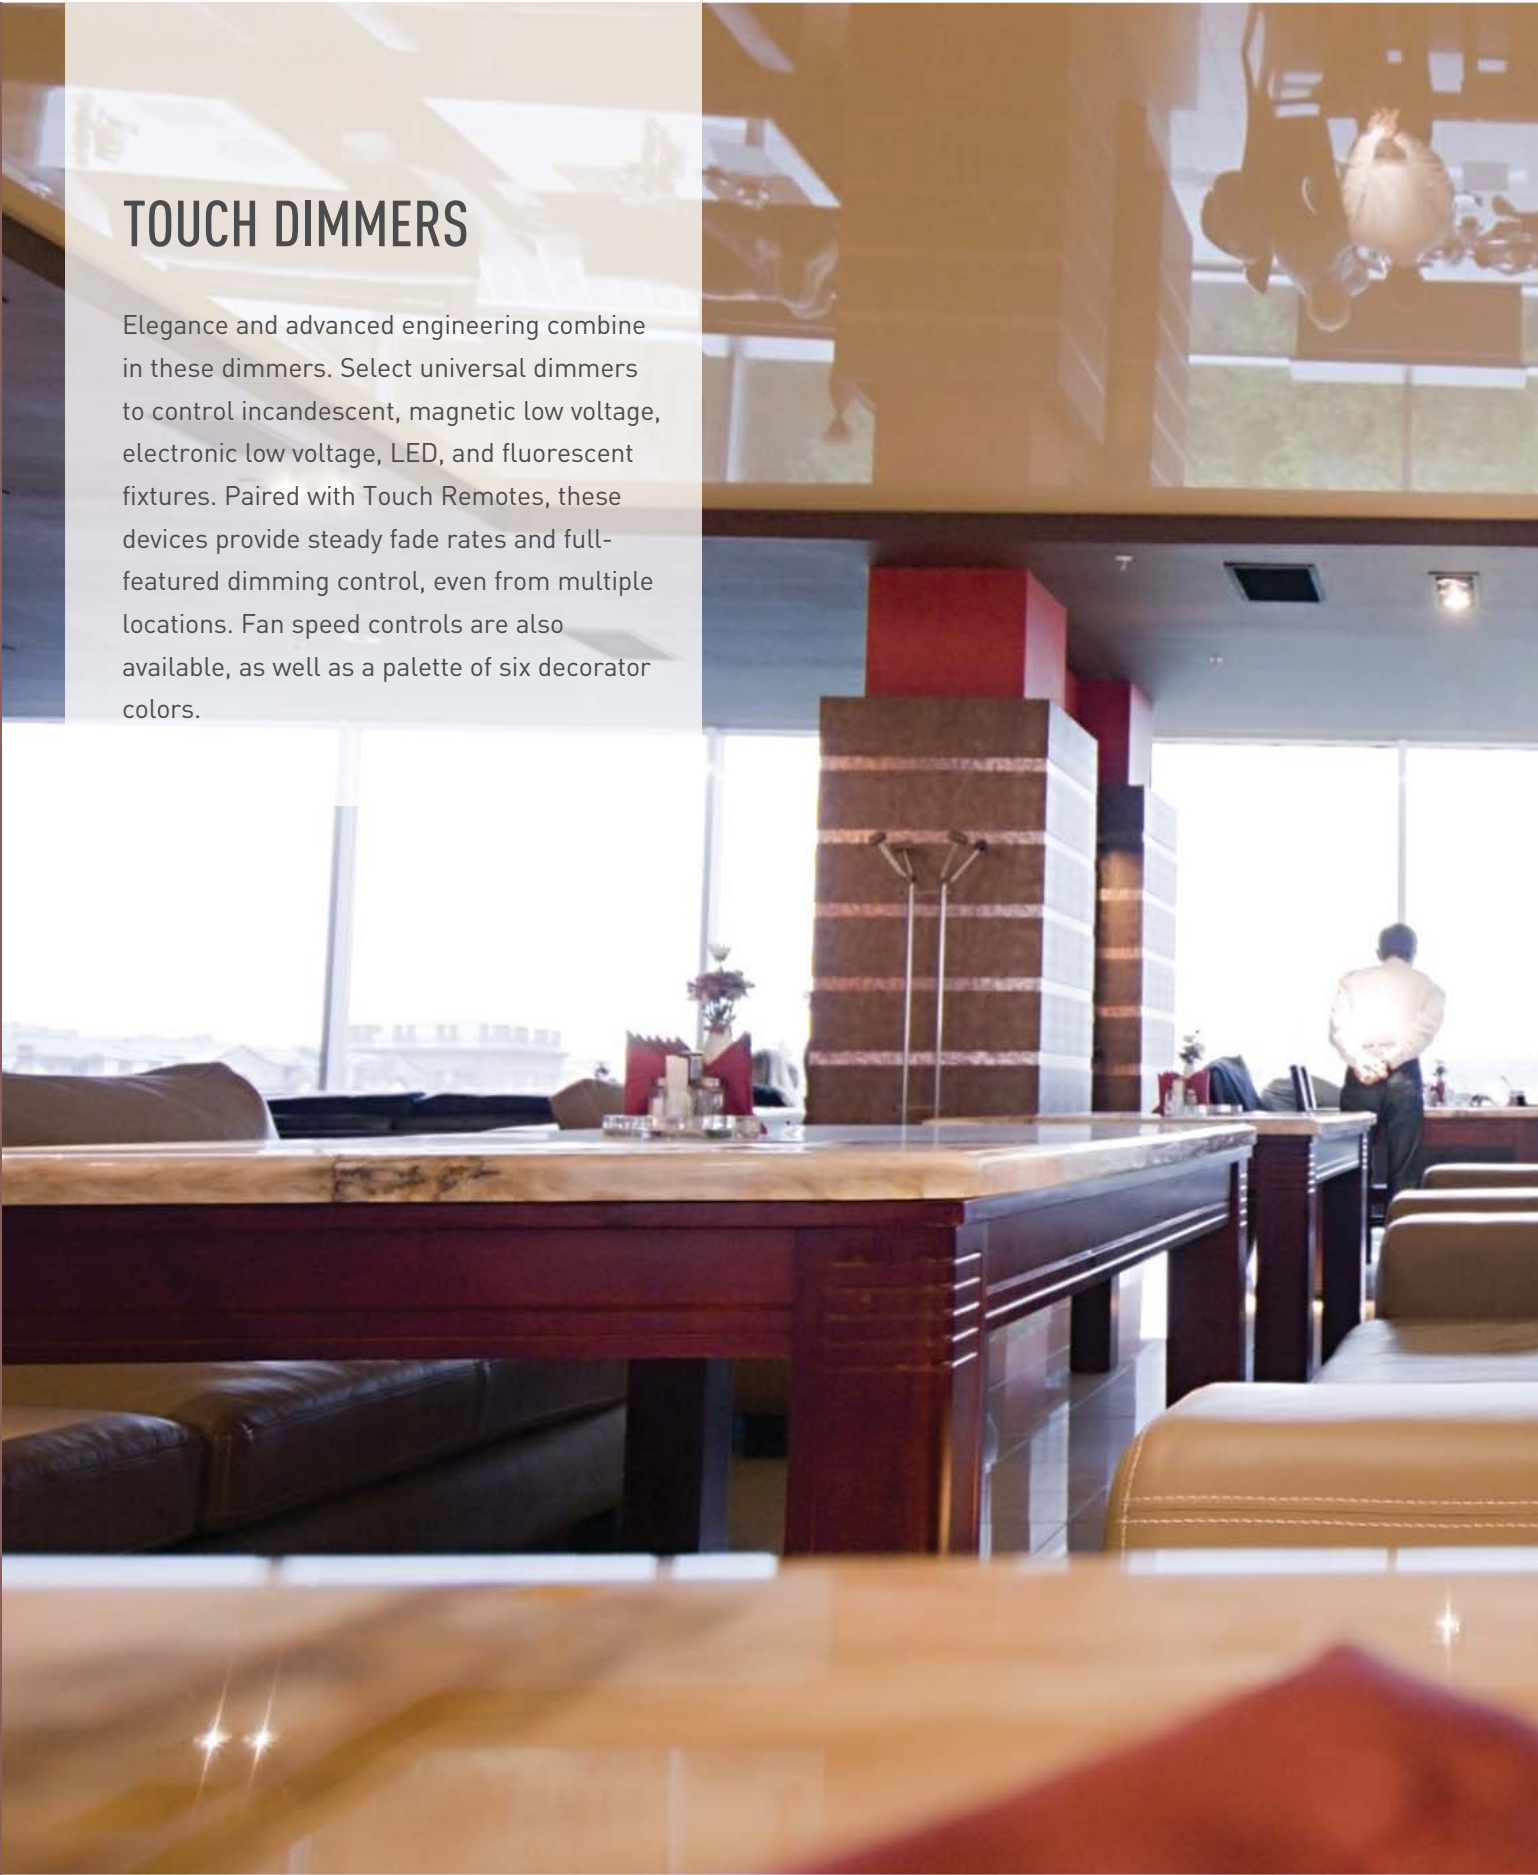 TOUCH DIMMERS
Elegance and advanced engineering combine
in these dimmers. Select universal dimmers
to control incandescent, magnetic low voltage,
electronic low voltage, LED, and fluorescent
fixtures. Paired with Touch Remotes, these
devices provide steady fade rates and full-
featured dimming control, even from multiple
locations. Fan speed controls are also
available, as well as a palette of six decorator
colors.